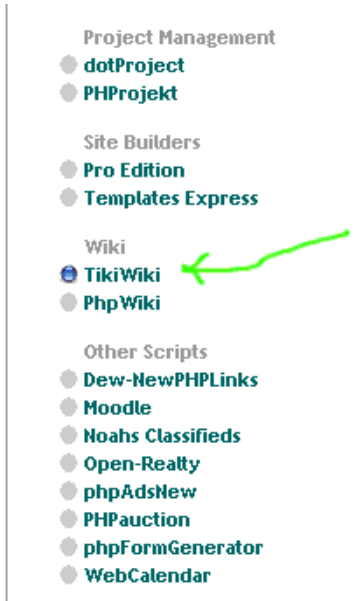 Project Management
dotProject
PHProjekt
Site Builders
Pro Edition
Templates Express
Wiki
TikiWiki
PhpWiki
Other Scripts
Dew-NewPHPLinks
Moodle
Noahs Classifieds
Open-Realty
phpAdsNew
PHPauction
phpFormGenerator
WebCalendar